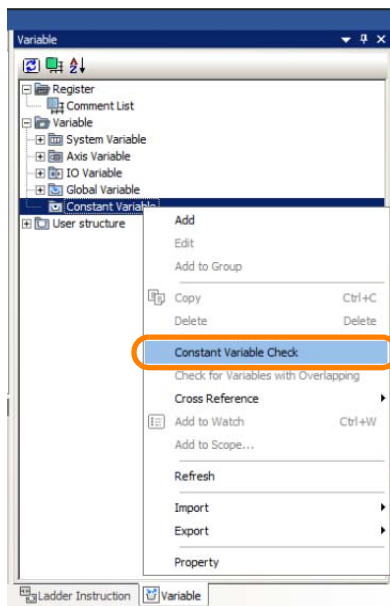 Variable
Register
Comment List
Variable
System Variable
Axis Variable
IO Variable
Global Variable
Constant Variable
User structure
Add
Edit
Add to Group
Copy Ctrl+C
Delete Delete
Constant Variable Check
Check for Variables with Overlapping
Cross Reference
Add to Watch Ctrl+W
Add to Scope...
Refresh
Import
Export
Property
Ladder Instruction Variable